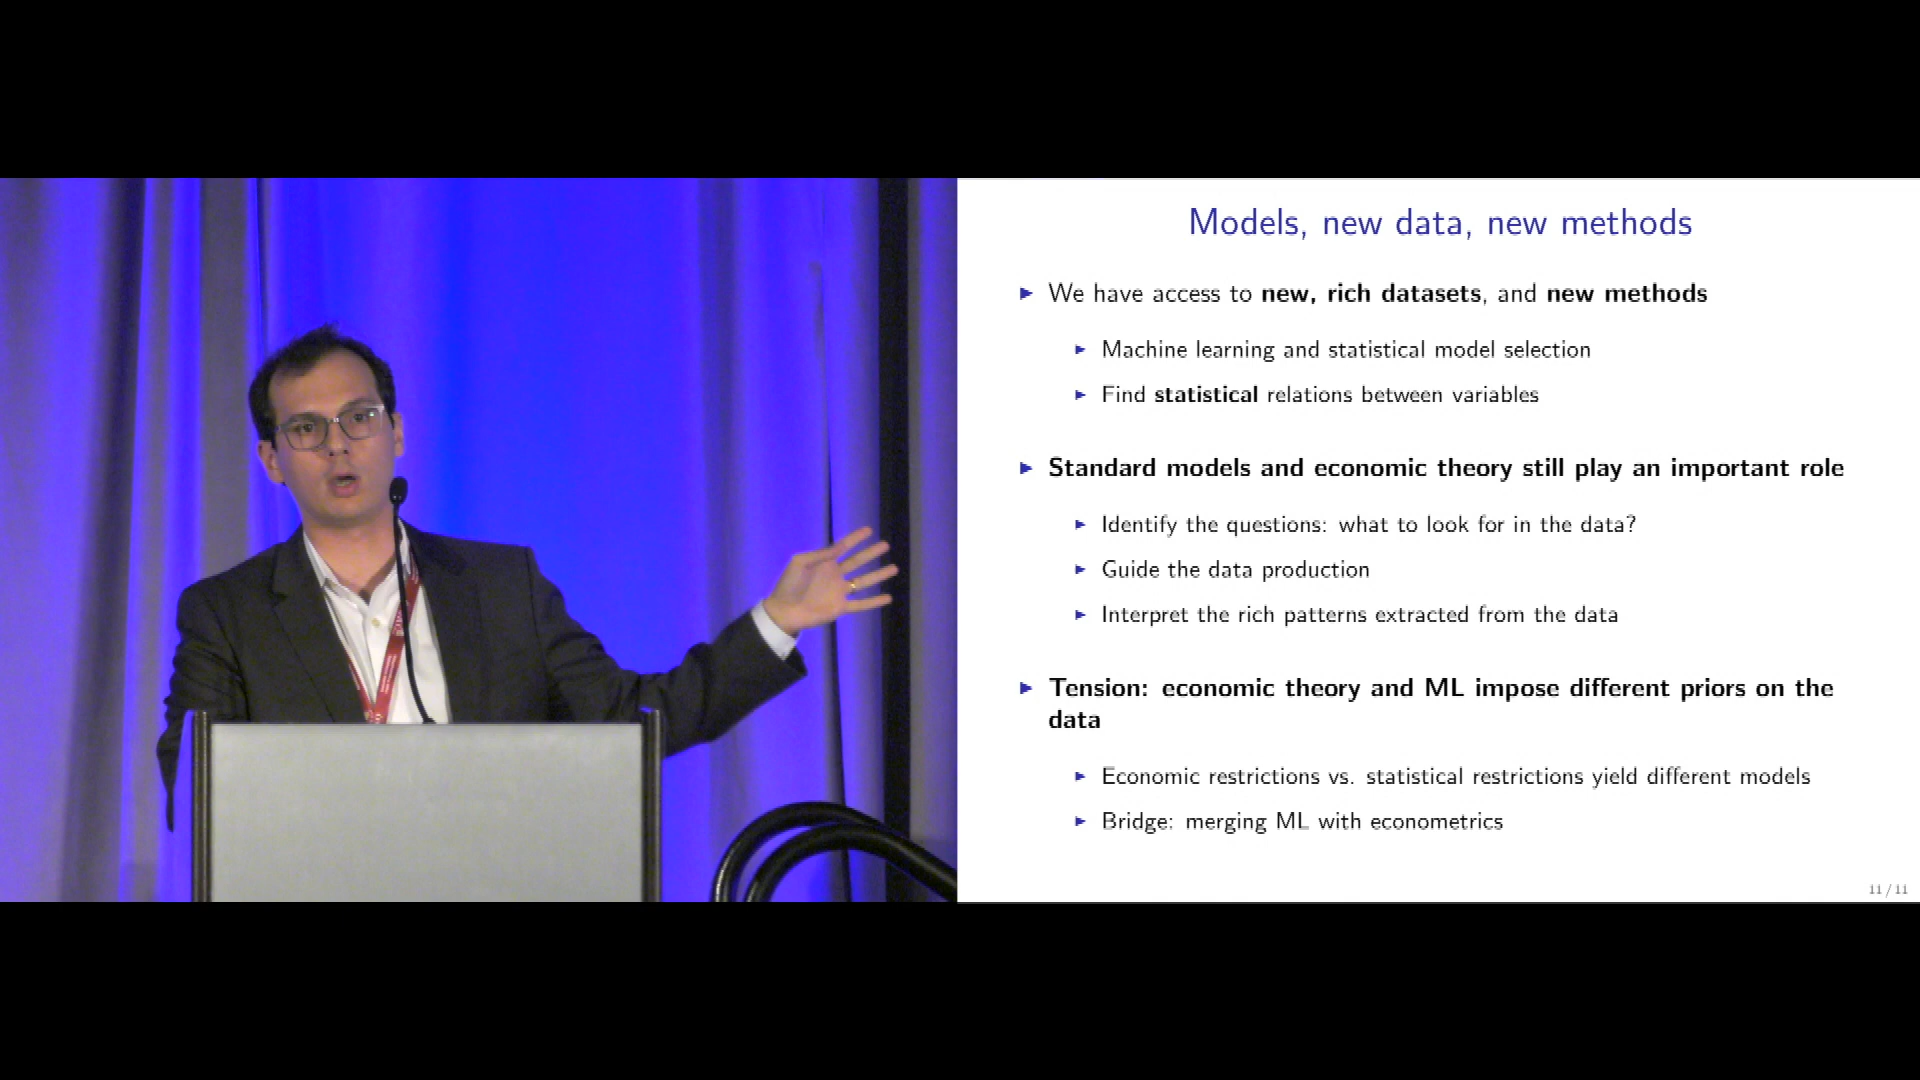 Models, new data, new methods
We have access to new, rich datasets, and new methods
Machine learning and statistical model selection
Find statistical relations between variables
Standard models and economic theory still play an important role
Identify the questions: what to look for in the data?
Guide the data production
Interpret the rich patterns extracted from the data
Tension: economic theory and ML impose different priors on the
data
Economic restrictions vs. statistical restrictions yield different models
Bridge: merging ML with econometrics
11 / 11